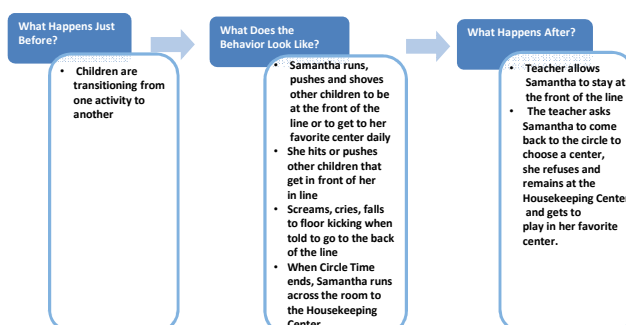 What Happens Just
Before?
• Children are
transitioning from
one activity to
another
What Does the
Behavior Look Like?
• Samantha runs,
pushes and shoves
other children to be
at the front of the
line or to get to her
favorite center daily
• She hits or pushes
other children that
get in front of her
in line
• Screams, cries, falls
to floor kicking when
told to go to the back
of the line
• When Circle Time
ends, Samantha runs
across the room to
the Housekeeping
Center
What Happens After?
• Teacher allows
Samantha to stay at
the front of the line
• The teacher asks
Samantha to come
back to the circle to
choose a center,
she refuses and
remains at the
Housekeeping Center
and gets to
play in her favorite
center.